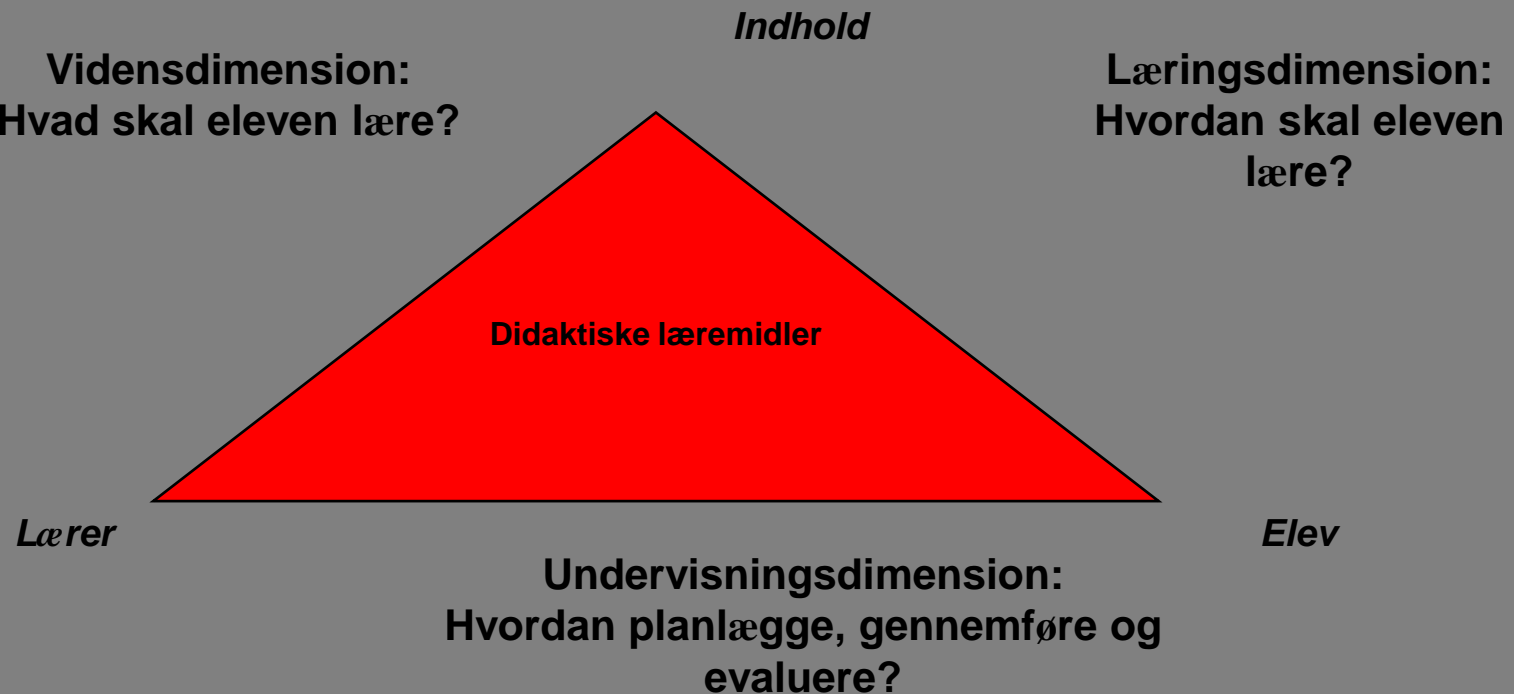 Indhold
Vidensdimension:
Hvad skal eleven lære?
Læringsdimension:
Hvordan skal eleven
lære?
Didaktiske læremidler
Lærer
Elev
Undervisningsdimension:
Hvordan planlægge, gennemføre og
evaluere?